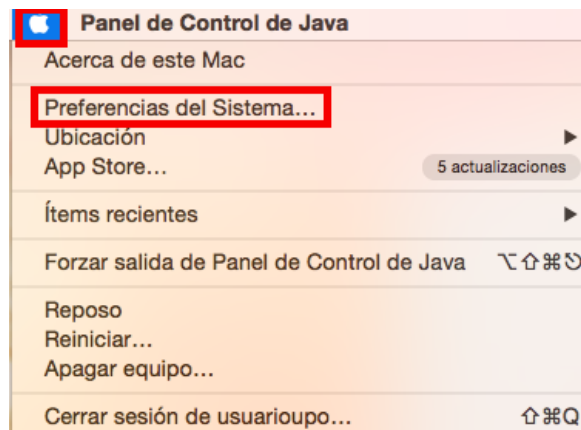 Panel de Control de Java
Acerca de este Mac
Preferencias del Sistema...
Ubicación ▶
App Store... 5 actualizaciones
Ítems recientes ▶
Forzar salida de Panel de Control de Java ⌥⇧⌘⎋
Reposo
Reiniciar...
Apagar equipo...
Cerrar sesión de usuarioupo... ⇧⌘Q